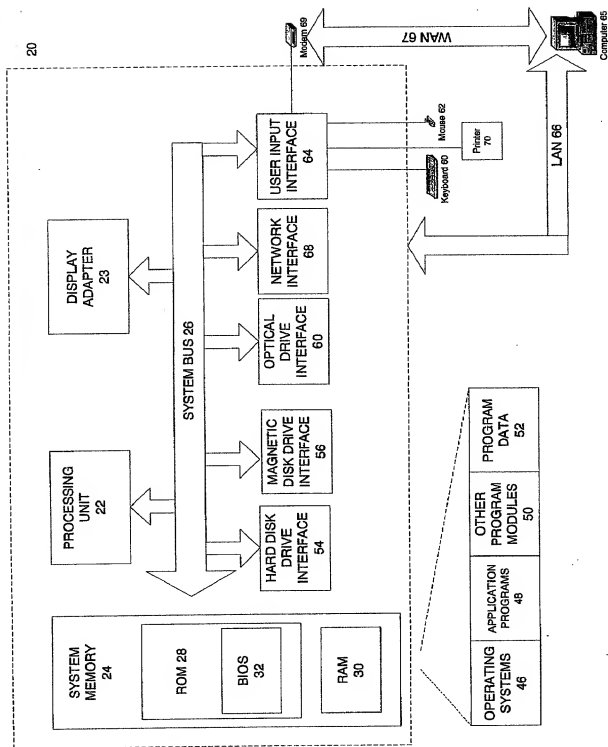 20
SYSTEM
MEMORY
24
ROM 28
BIOS
32
RAM
30
PROCESSING
UNIT
22
DISPLAY
ADAPTER
23
SYSTEM BUS 26
HARD DISK
DRIVE
INTERFACE
54
MAGNETIC
DISK DRIVE
INTERFACE
56
OPTICAL
DRIVE
INTERFACE
60
NETWORK
INTERFACE
68
USER INPUT
INTERFACE
64
Modem 69
WAN 67
Computer 65
LAN 66
Keyboard 60
Mouse 62
Printer
70
OPERATING
SYSTEMS
46
APPLICATION
PROGRAMS
48
OTHER
PROGRAM
MODULES
50
PROGRAM
DATA
52